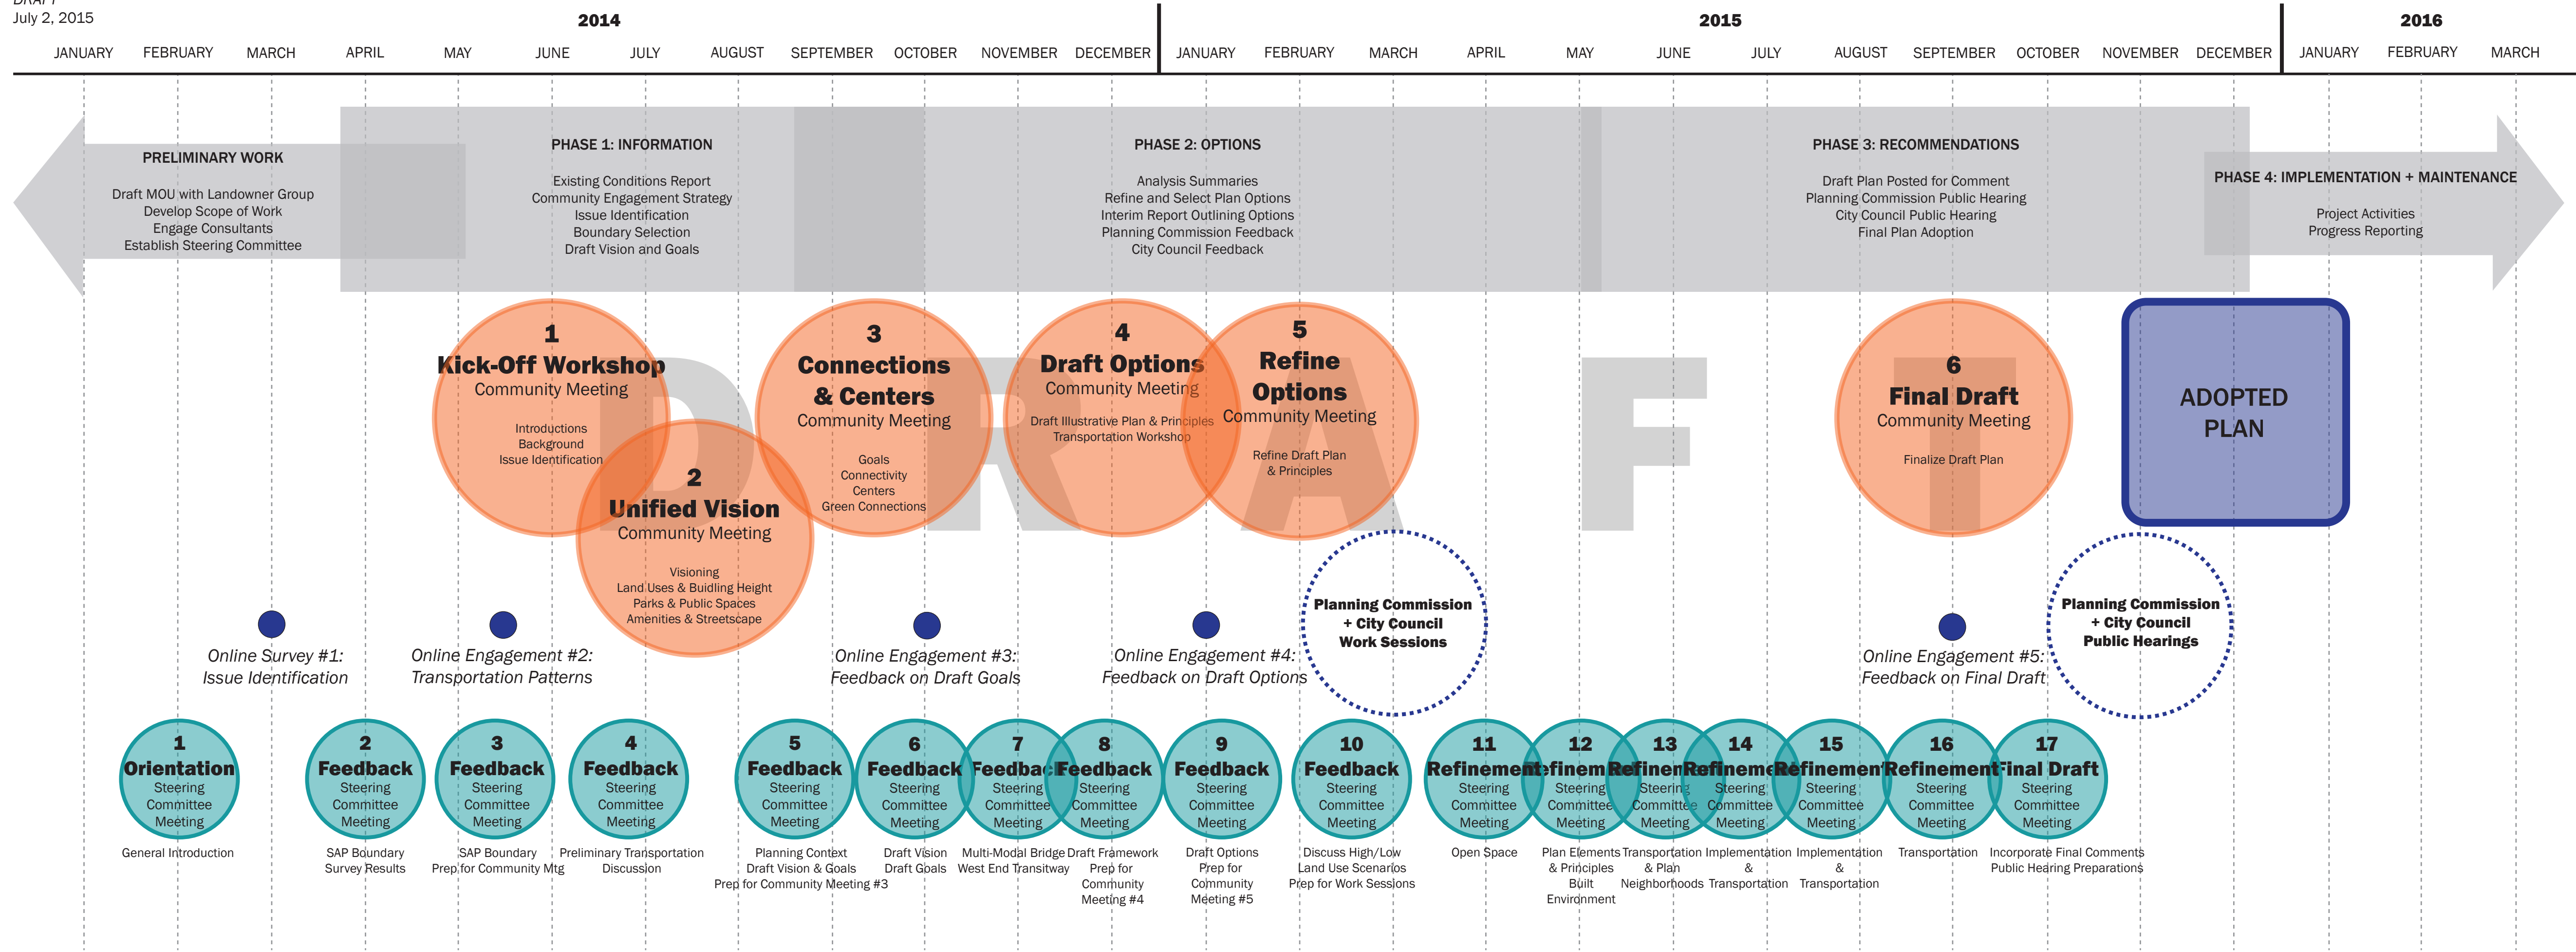 DRAFT
July 2, 2015
2014
2015
2016
JANUARY FEBRUARY MARCH APRIL MAY JUNE JULY AUGUST SEPTEMBER OCTOBER NOVEMBER DECEMBER JANUARY FEBRUARY MARCH APRIL MAY JUNE JULY AUGUST SEPTEMBER OCTOBER NOVEMBER DECEMBER JANUARY FEBRUARY MARCH
PRELIMINARY WORK
Draft MOU with Landowner Group
Develop Scope of Work
Engage Consultants
Establish Steering Committee
PHASE 1: INFORMATION
Existing Conditions Report
Community Engagement Strategy
Issue Identification
Boundary Selection
Draft Vision and Goals
PHASE 2: OPTIONS
Analysis Summaries
Refine and Select Plan Options
Interim Report Outlining Options
Planning Commission Feedback
City Council Feedback
PHASE 3: RECOMMENDATIONS
Draft Plan Posted for Comment
Planning Commission Public Hearing
City Council Public Hearing
Final Plan Adoption
PHASE 4: IMPLEMENTATION + MAINTENANCE
Project Activities
Progress Reporting
DRAFT
1
Kick-Off Workshop
Community Meeting
Introductions
Background
Issue Identification
2
Unified Vision
Community Meeting
Visioning
Land Uses & Buidling Height
Parks & Public Spaces
Amenities & Streetscape
3
Connections
& Centers
Community Meeting
Goals
Connectivity
Centers
Green Connections
4
Draft Options
Community Meeting
Draft Illustrative Plan & Principles
Transportation Workshop
5
Refine
Options
Community Meeting
Refine Draft Plan
& Principles
6
Final Draft
Community Meeting
Finalize Draft Plan
ADOPTED
PLAN
Online Survey #1:
Issue Identification
Online Engagement #2:
Transportation Patterns
Online Engagement #3:
Feedback on Draft Goals
Online Engagement #4:
Feedback on Draft Options
Planning Commission
+ City Council
Work Sessions
Online Engagement #5:
Feedback on Final Draft
Planning Commission
+ City Council
Public Hearings
1
Orientation
Steering
Committee
Meeting
General Introduction
2
Feedback
Steering
Committee
Meeting
SAP Boundary
Survey Results
3
Feedback
Steering
Committee
Meeting
SAP Boundary
Prep for Community Mtg
4
Feedback
Steering
Committee
Meeting
Preliminary Transportation
Discussion
5
Feedback
Steering
Committee
Meeting
Planning Context
Draft Vision & Goals
Prep for Community Meeting #3
6
Feedback
Steering
Committee
Meeting
Draft Vision
Draft Goals
7
Feedback
Steering
Committee
Meeting
Multi-Modal Bridge
West End Transitway
8
Feedback
Steering
Committee
Meeting
Draft Framework
Prep for
Community
Meeting #4
9
Feedback
Steering
Committee
Meeting
Draft Options
Prep for
Community
Meeting #5
10
Feedback
Steering
Committee
Meeting
Discuss High/Low
Land Use Scenarios
Prep for Work Sessions
11
Refinement
Steering
Committee
Meeting
Open Space
12
Refinement
Steering
Committee
Meeting
Plan Elements
& Principles
Built
Environment
13
Refinement
Steering
Committee
Meeting
Transportation
& Plan
Neighborhoods
14
Refinement
Steering
Committee
Meeting
Implementation
&
Transportation
15
Refinement
Steering
Committee
Meeting
Implementation
&
Transportation
16
Refinement
Steering
Committee
Meeting
Transportation
17
Final Draft
Steering
Committee
Meeting
Incorporate Final Comments
Public Hearing Preparations